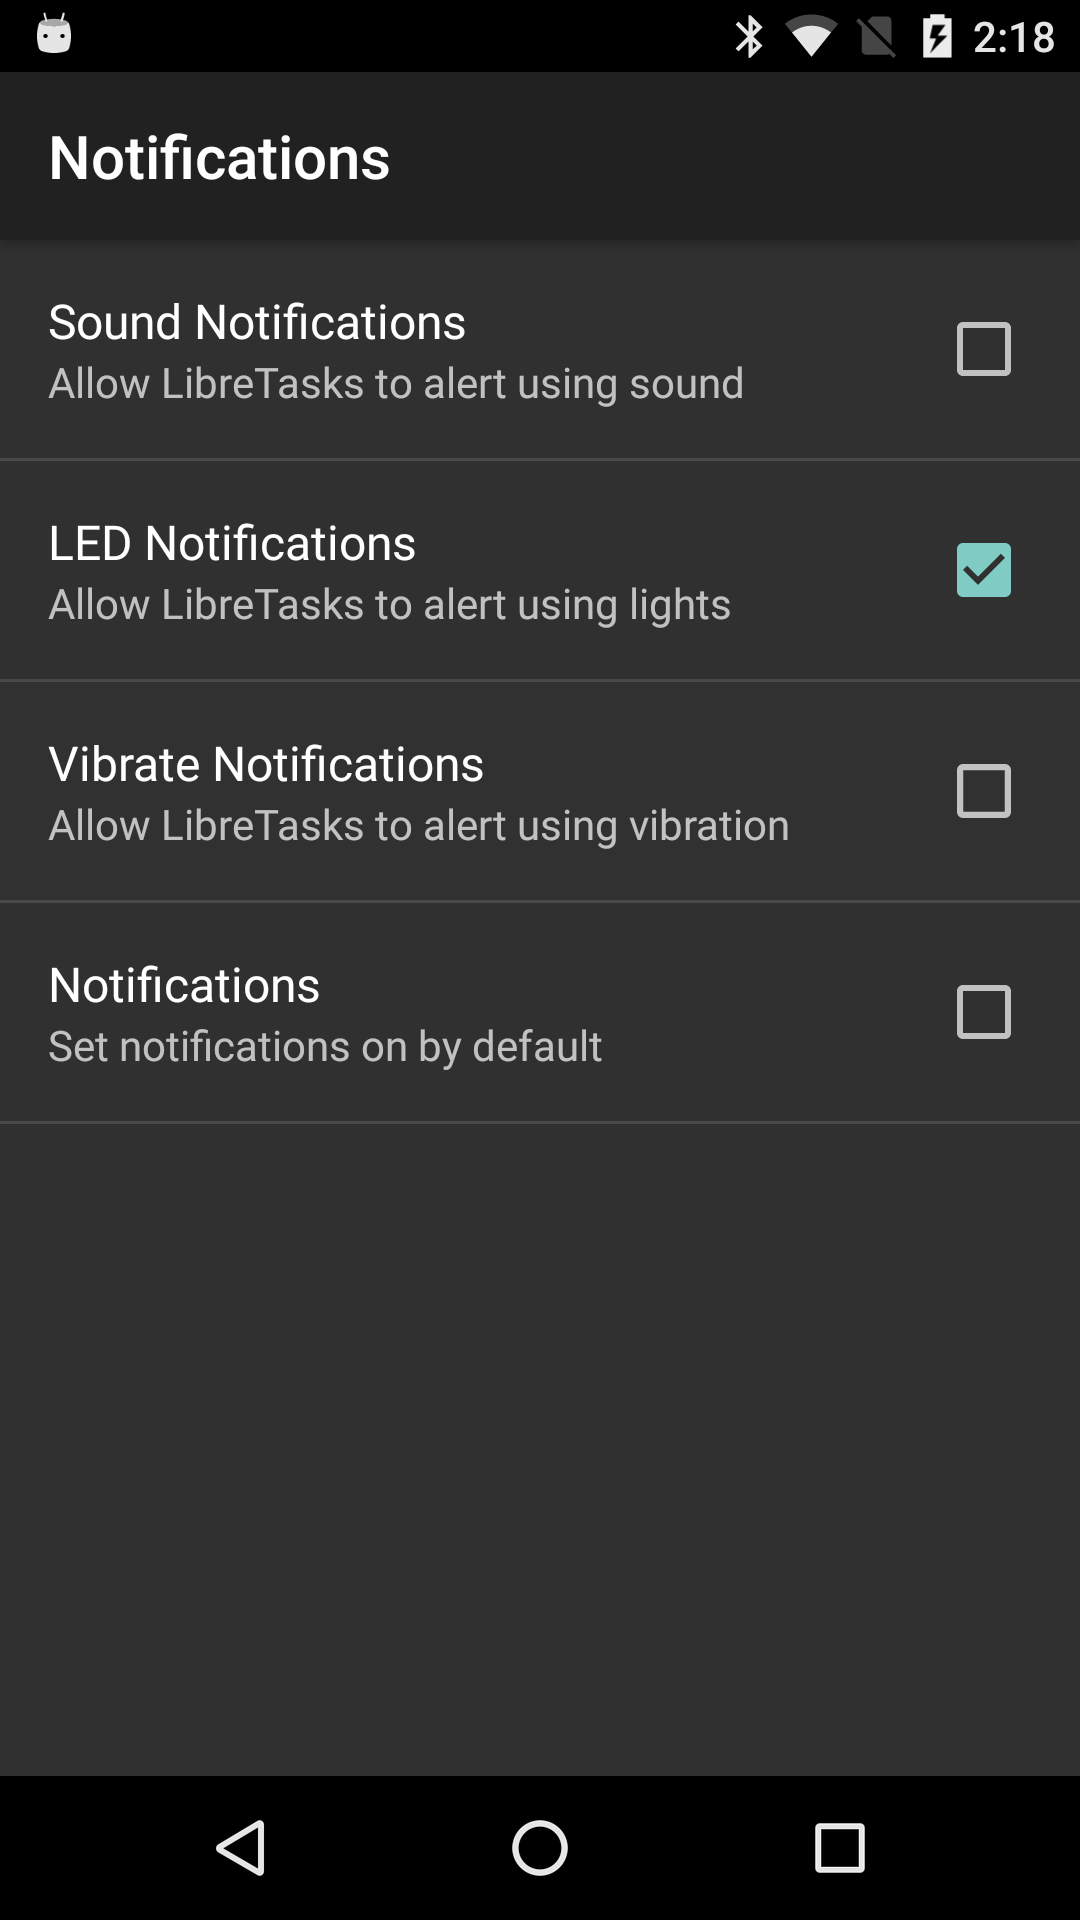 2:18
Notifications
Sound Notifications
Allow LibreTasks to alert using sound
LED Notifications
Allow LibreTasks to alert using lights
Vibrate Notifications
Allow LibreTasks to alert using vibration
Notifications
Set notifications on by default